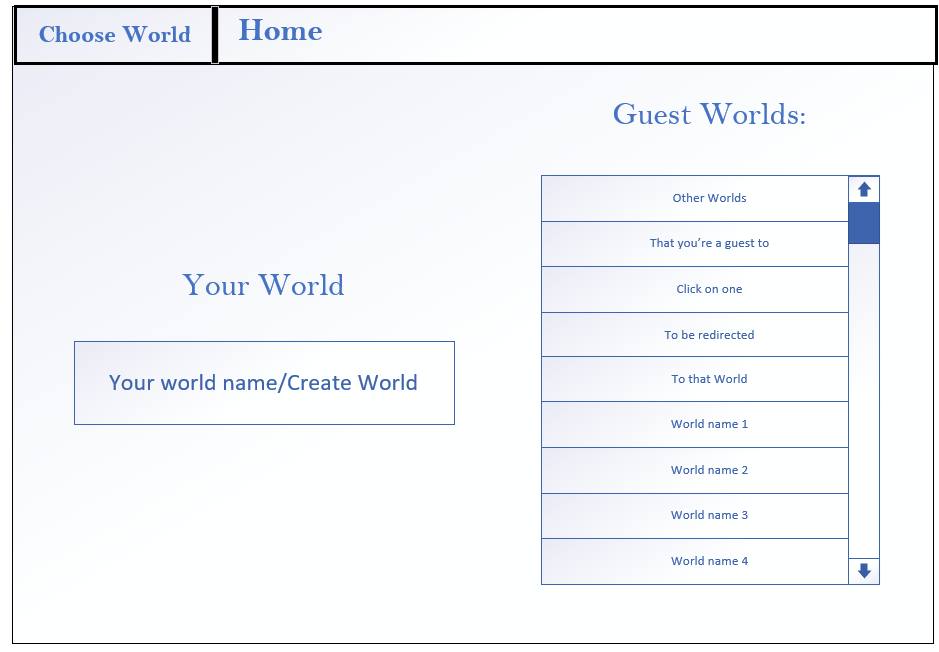 Choose World
Home
Guest Worlds:
Your World
Your world name/Create World
Other Worlds
That you’re a guest to
Click on one
To be redirected
To that World
World name 1
World name 2
World name 3
World name 4